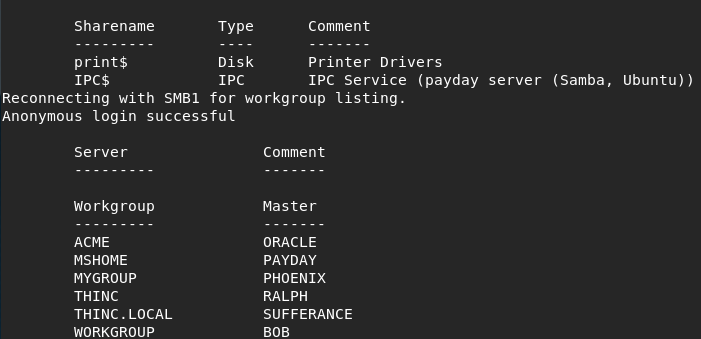 Sharename Type Comment
--------- ---- -------
print$ Disk Printer Drivers
IPC$ IPC IPC Service (payday server (Samba, Ubuntu))
Reconnecting with SMB1 for workgroup listing.
Anonymous login successful
Server Comment
--------- -------
Workgroup Master
--------- -------
ACME ORACLE
MSHOME PAYDAY
MYGROUP PHOENIX
THINC RALPH
THINC.LOCAL SUFFERANCE
WORKGROUP BOB